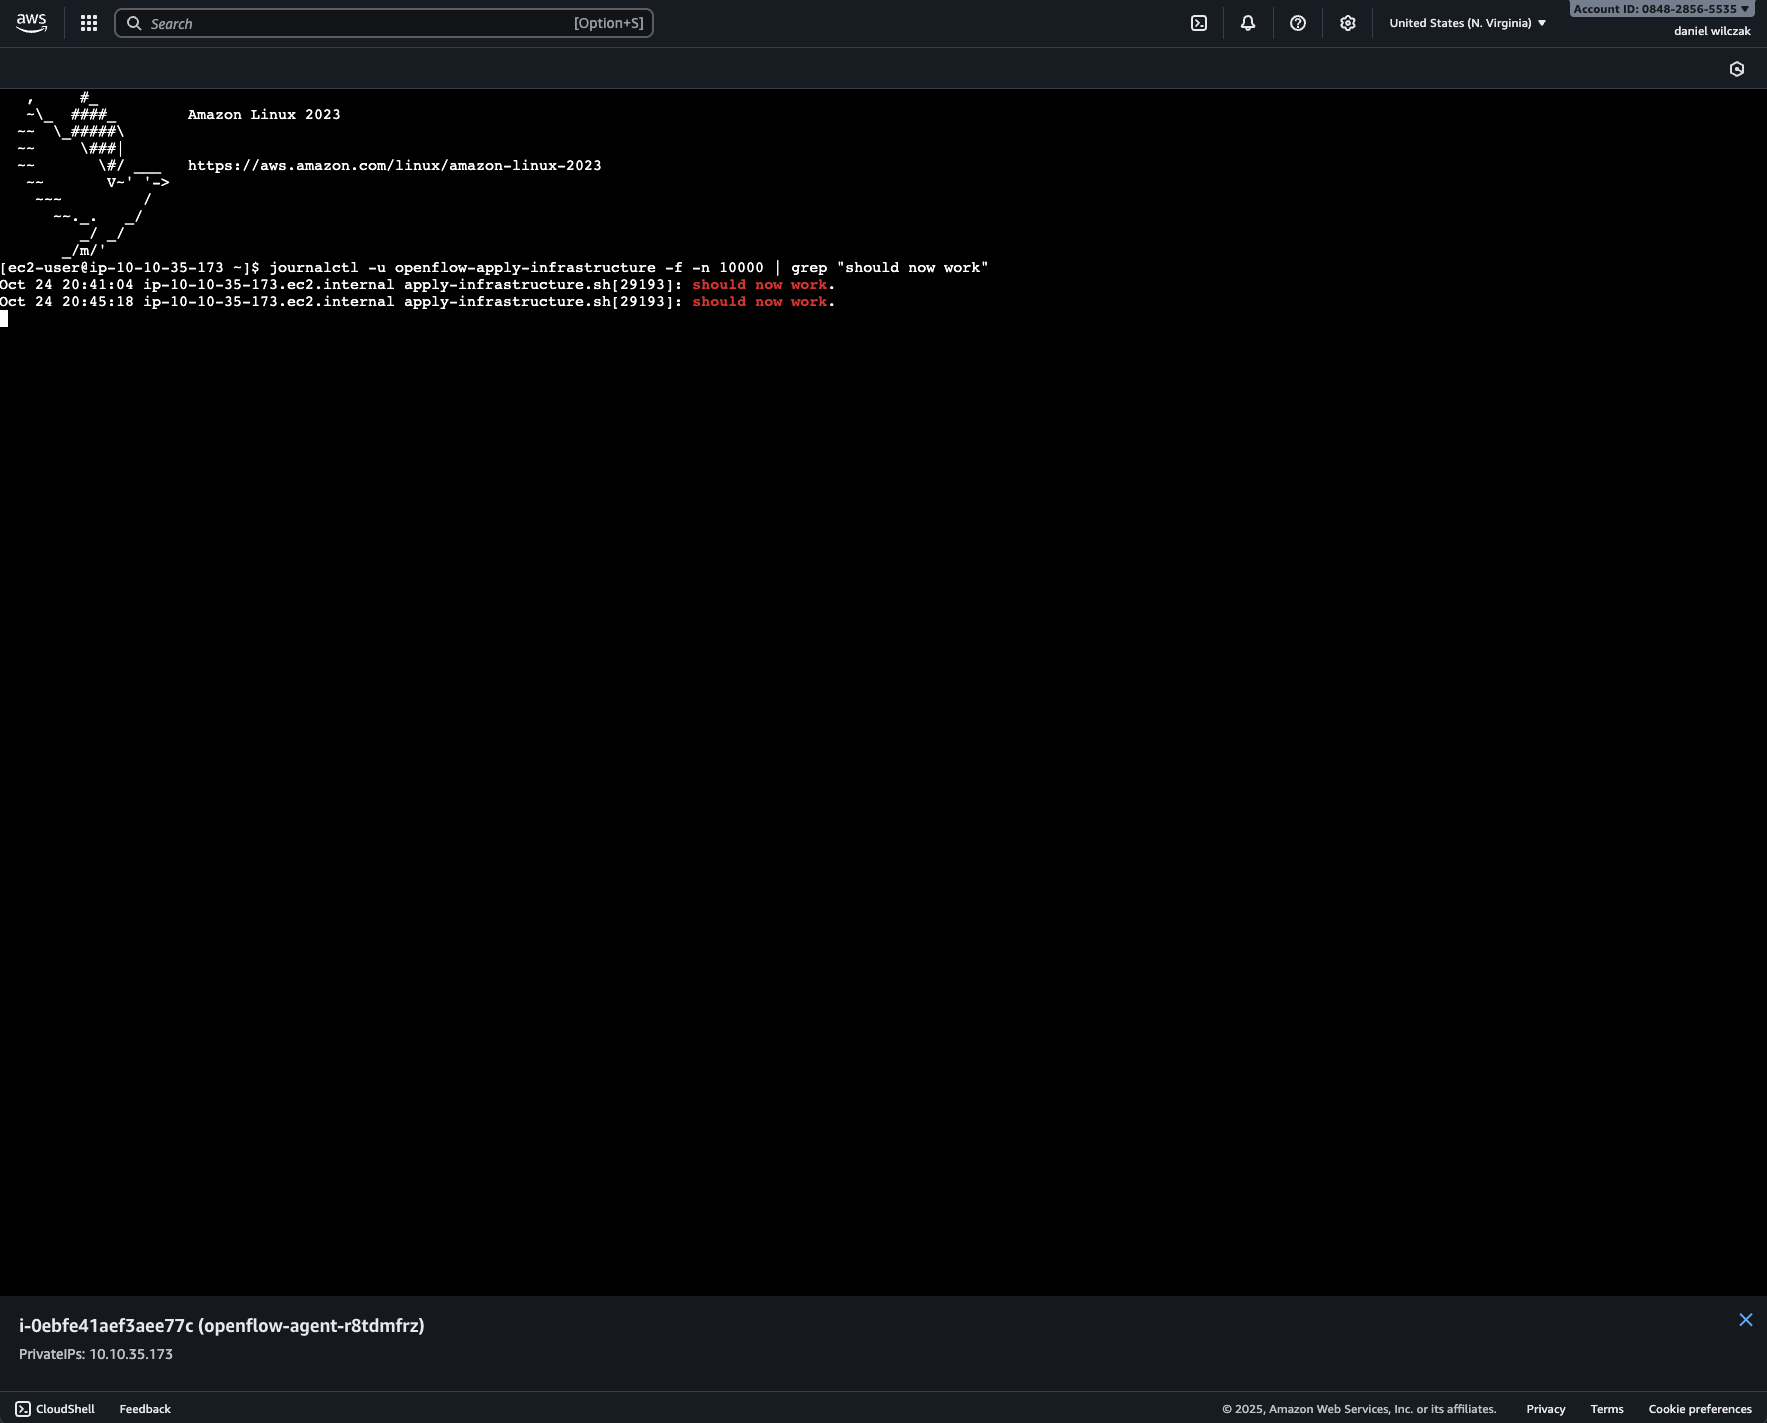 aws
Search
[Option+S]
United States (N. Virginia)
Account ID: 0848-2856-5535
daniel wilczak
   ,     #_
   ~\_  ####_        Amazon Linux 2023
  ~~  \_#####\
  ~~     \###|
  ~~       \#/ ___   https://aws.amazon.com/linux/amazon-linux-2023
   ~~       V~' '->
    ~~~         /
      ~~._.   _/
         _/ _/
       _/m/'
[ec2-user@ip-10-10-35-173 ~]$ journalctl -u openflow-apply-infrastructure -f -n 10000 | grep "should now work"
Oct 24 20:41:04 ip-10-10-35-173.ec2.internal apply-infrastructure.sh[29193]: should now work.
Oct 24 20:45:18 ip-10-10-35-173.ec2.internal apply-infrastructure.sh[29193]: should now work.
i-0ebfe41aef3aee77c (openflow-agent-r8tdmfrz)
PrivateIPs: 10.10.35.173
CloudShell
Feedback
© 2025, Amazon Web Services, Inc. or its affiliates.
Privacy
Terms
Cookie preferences